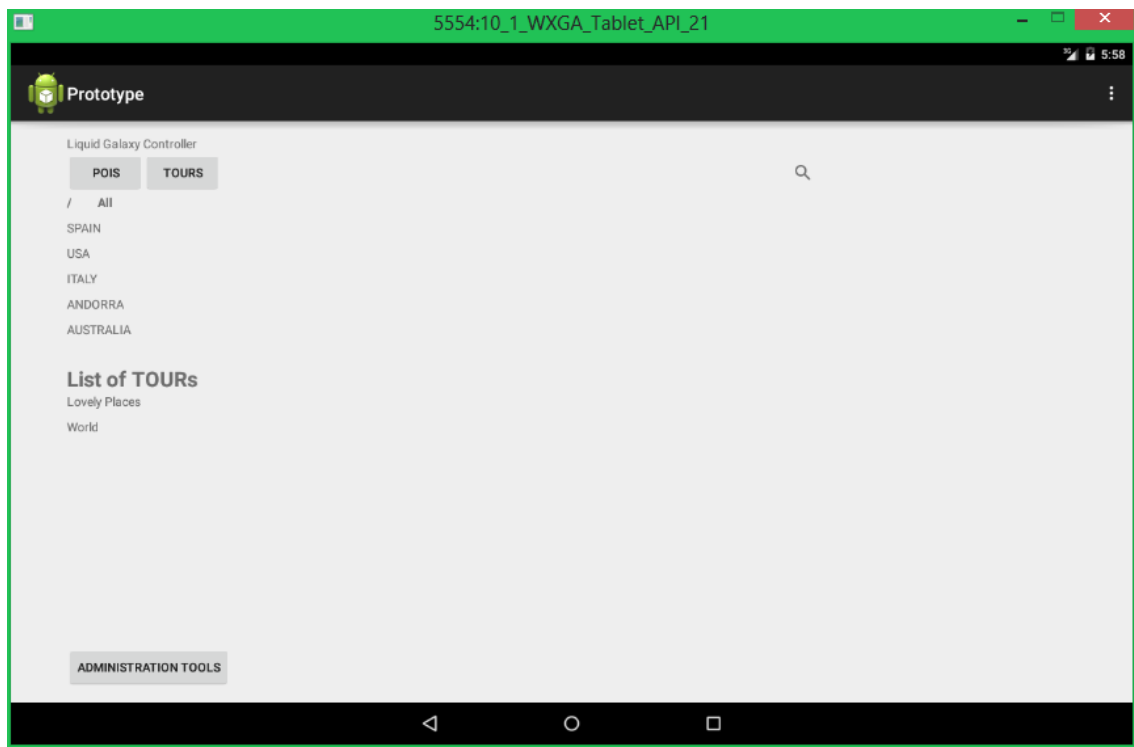 5554:10_1_WXGA_Tablet_API_21
3G 5:58
Prototype
Liquid Galaxy Controller
POIS TOURS
/ All
SPAIN
USA
ITALY
ANDORRA
AUSTRALIA
List of TOURs
Lovely Places
World
ADMINISTRATION TOOLS